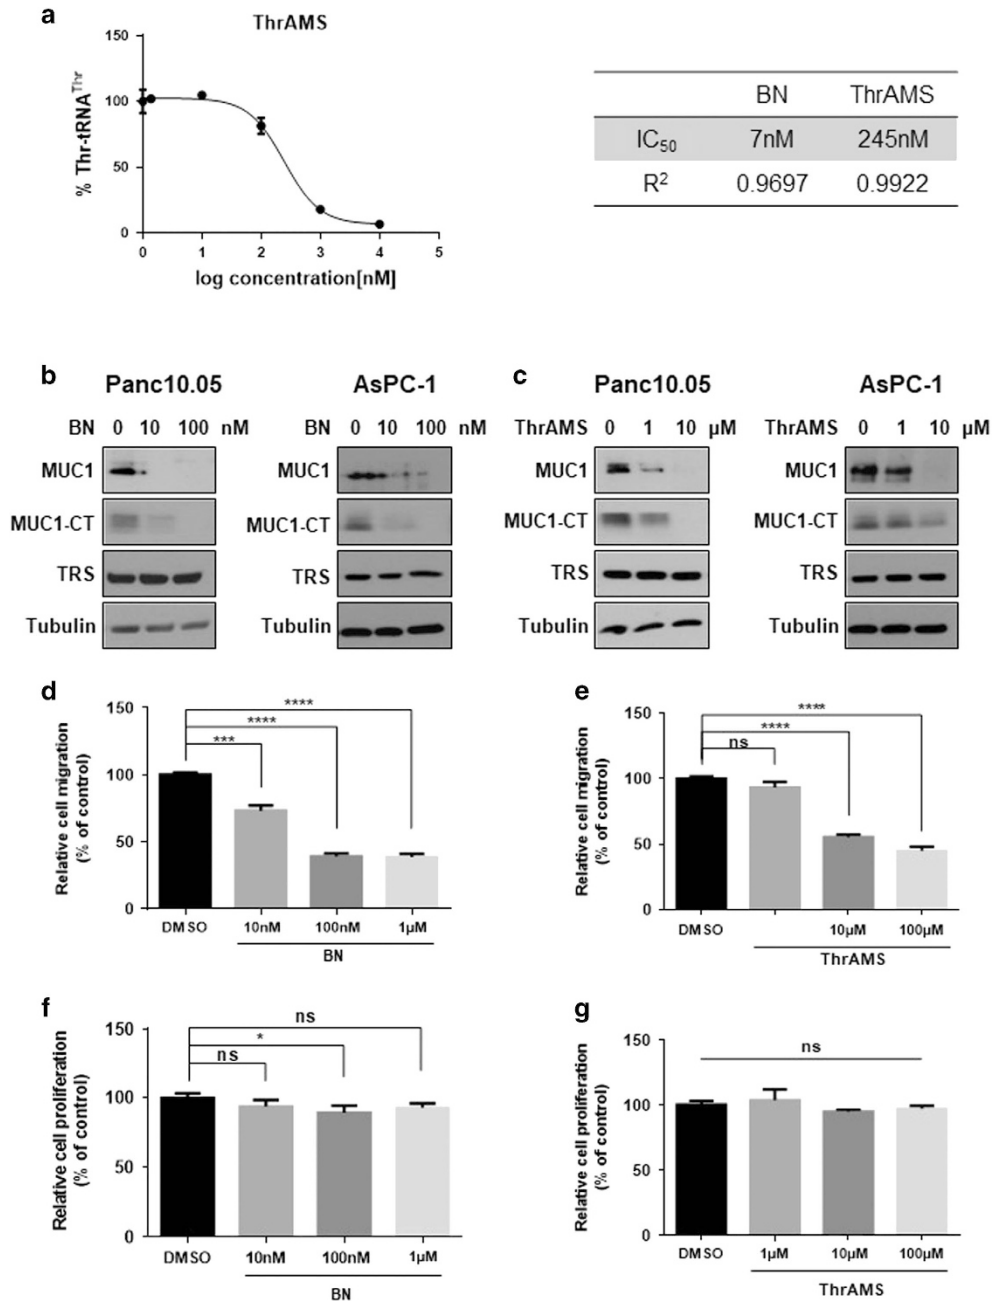 a
ThrAMS
150
100
50
0
% Thr-tRNA^Thr
0 1 2 3 4 5
log concentration[nM]
BN ThrAMS
IC50 7nM 245nM
R2 0.9697 0.9922
b
Panc10.05 AsPC-1
BN 0 10 100 nM BN 0 10 100 nM
MUC1 MUC1
MUC1-CT MUC1-CT
TRS TRS
Tubulin Tubulin
c
Panc10.05 AsPC-1
ThrAMS 0 1 10 μM ThrAMS 0 1 10 μM
MUC1 MUC1
MUC1-CT MUC1-CT
TRS TRS
Tubulin Tubulin
d
Relative cell migration
(% of control)
150
100
50
0
****
****
***
DMSO 10nM 100nM 1μM
BN
e
Relative cell migration
(% of control)
150
100
50
0
****
****
ns
DMSO 10μM 100μM
ThrAMS
f
Relative cell proliferation
(% of control)
150
100
50
0
ns
*
ns
DMSO 10nM 100nM 1μM
BN
g
Relative cell proliferation
(% of control)
150
100
50
0
ns
DMSO 1μM 10μM 100μM
ThrAMS